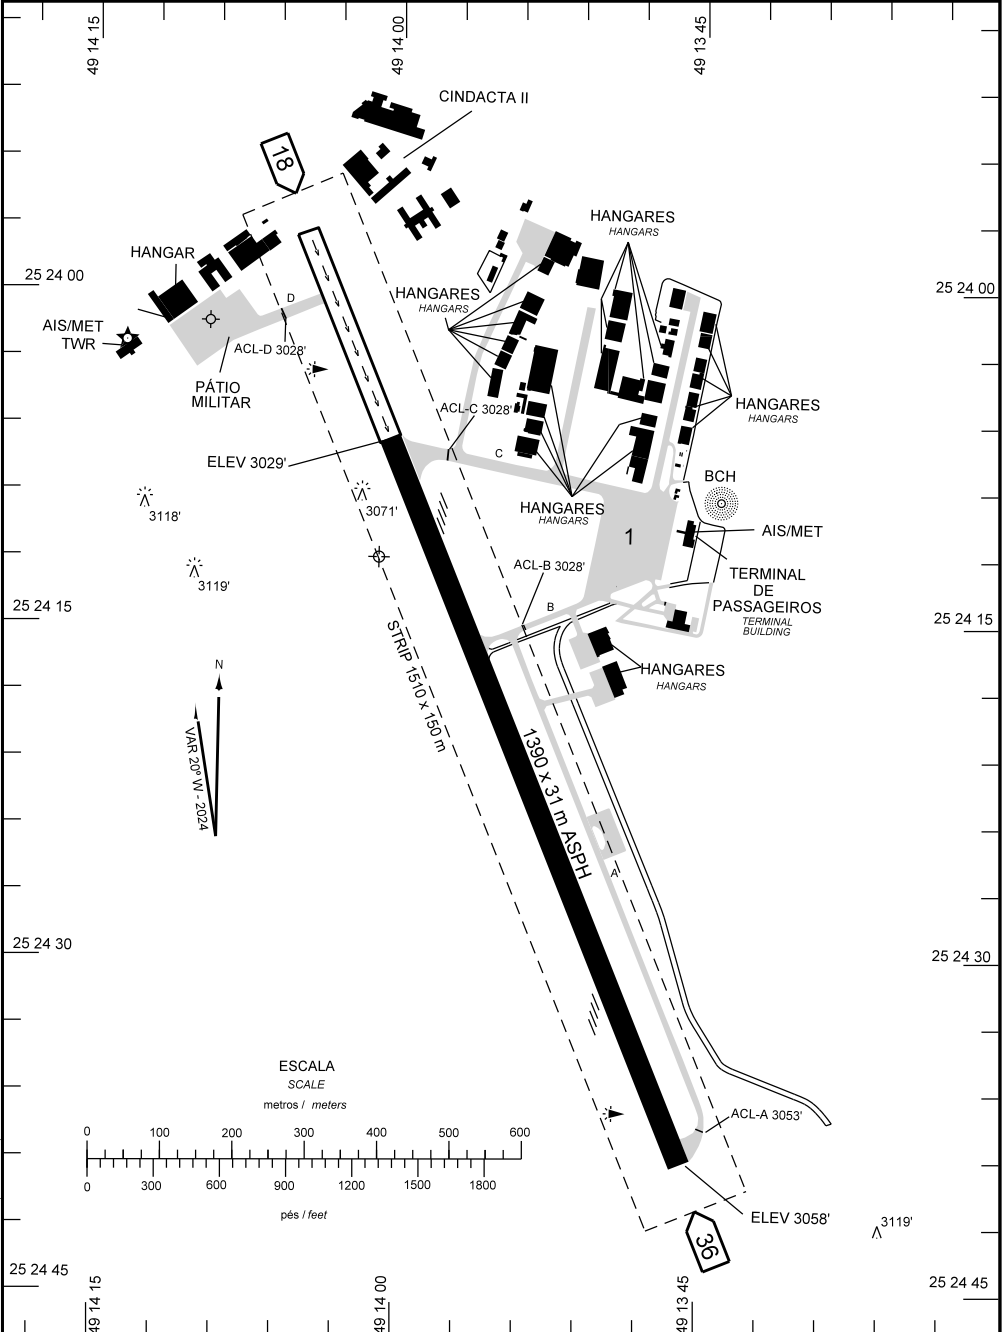 49 14 15
49 14 00
49 13 45
CINDACTA II
18
HANGARES
HANGARS
HANGAR
25 24 00
25 24 00
HANGARES
HANGARS
D
AIS/MET
TWR
ACL-D 3028'
PÁTIO
MILITAR
ACL-C 3028'
HANGARES
HANGARS
C
ELEV 3029'
BCH
3118'
3071'
HANGARES
HANGARS
1
AIS/MET
ACL-B 3028'
3119'
TERMINAL
DE
PASSAGEIROS
TERMINAL
BUILDING
B
25 24 15
25 24 15
STRIP 1510 x 150 m
N
HANGARES
HANGARS
VAR 20º W - 2024
1390 x 31 m ASPH
A
25 24 30
25 24 30
ESCALA
SCALE
metros / meters
0 100 200 300 400 500 600
0 300 600 900 1200 1500 1800
pés / feet
ACL-A 3053'
ELEV 3058'
3119'
36
25 24 45
25 24 45
49 14 15
49 14 00
49 13 45